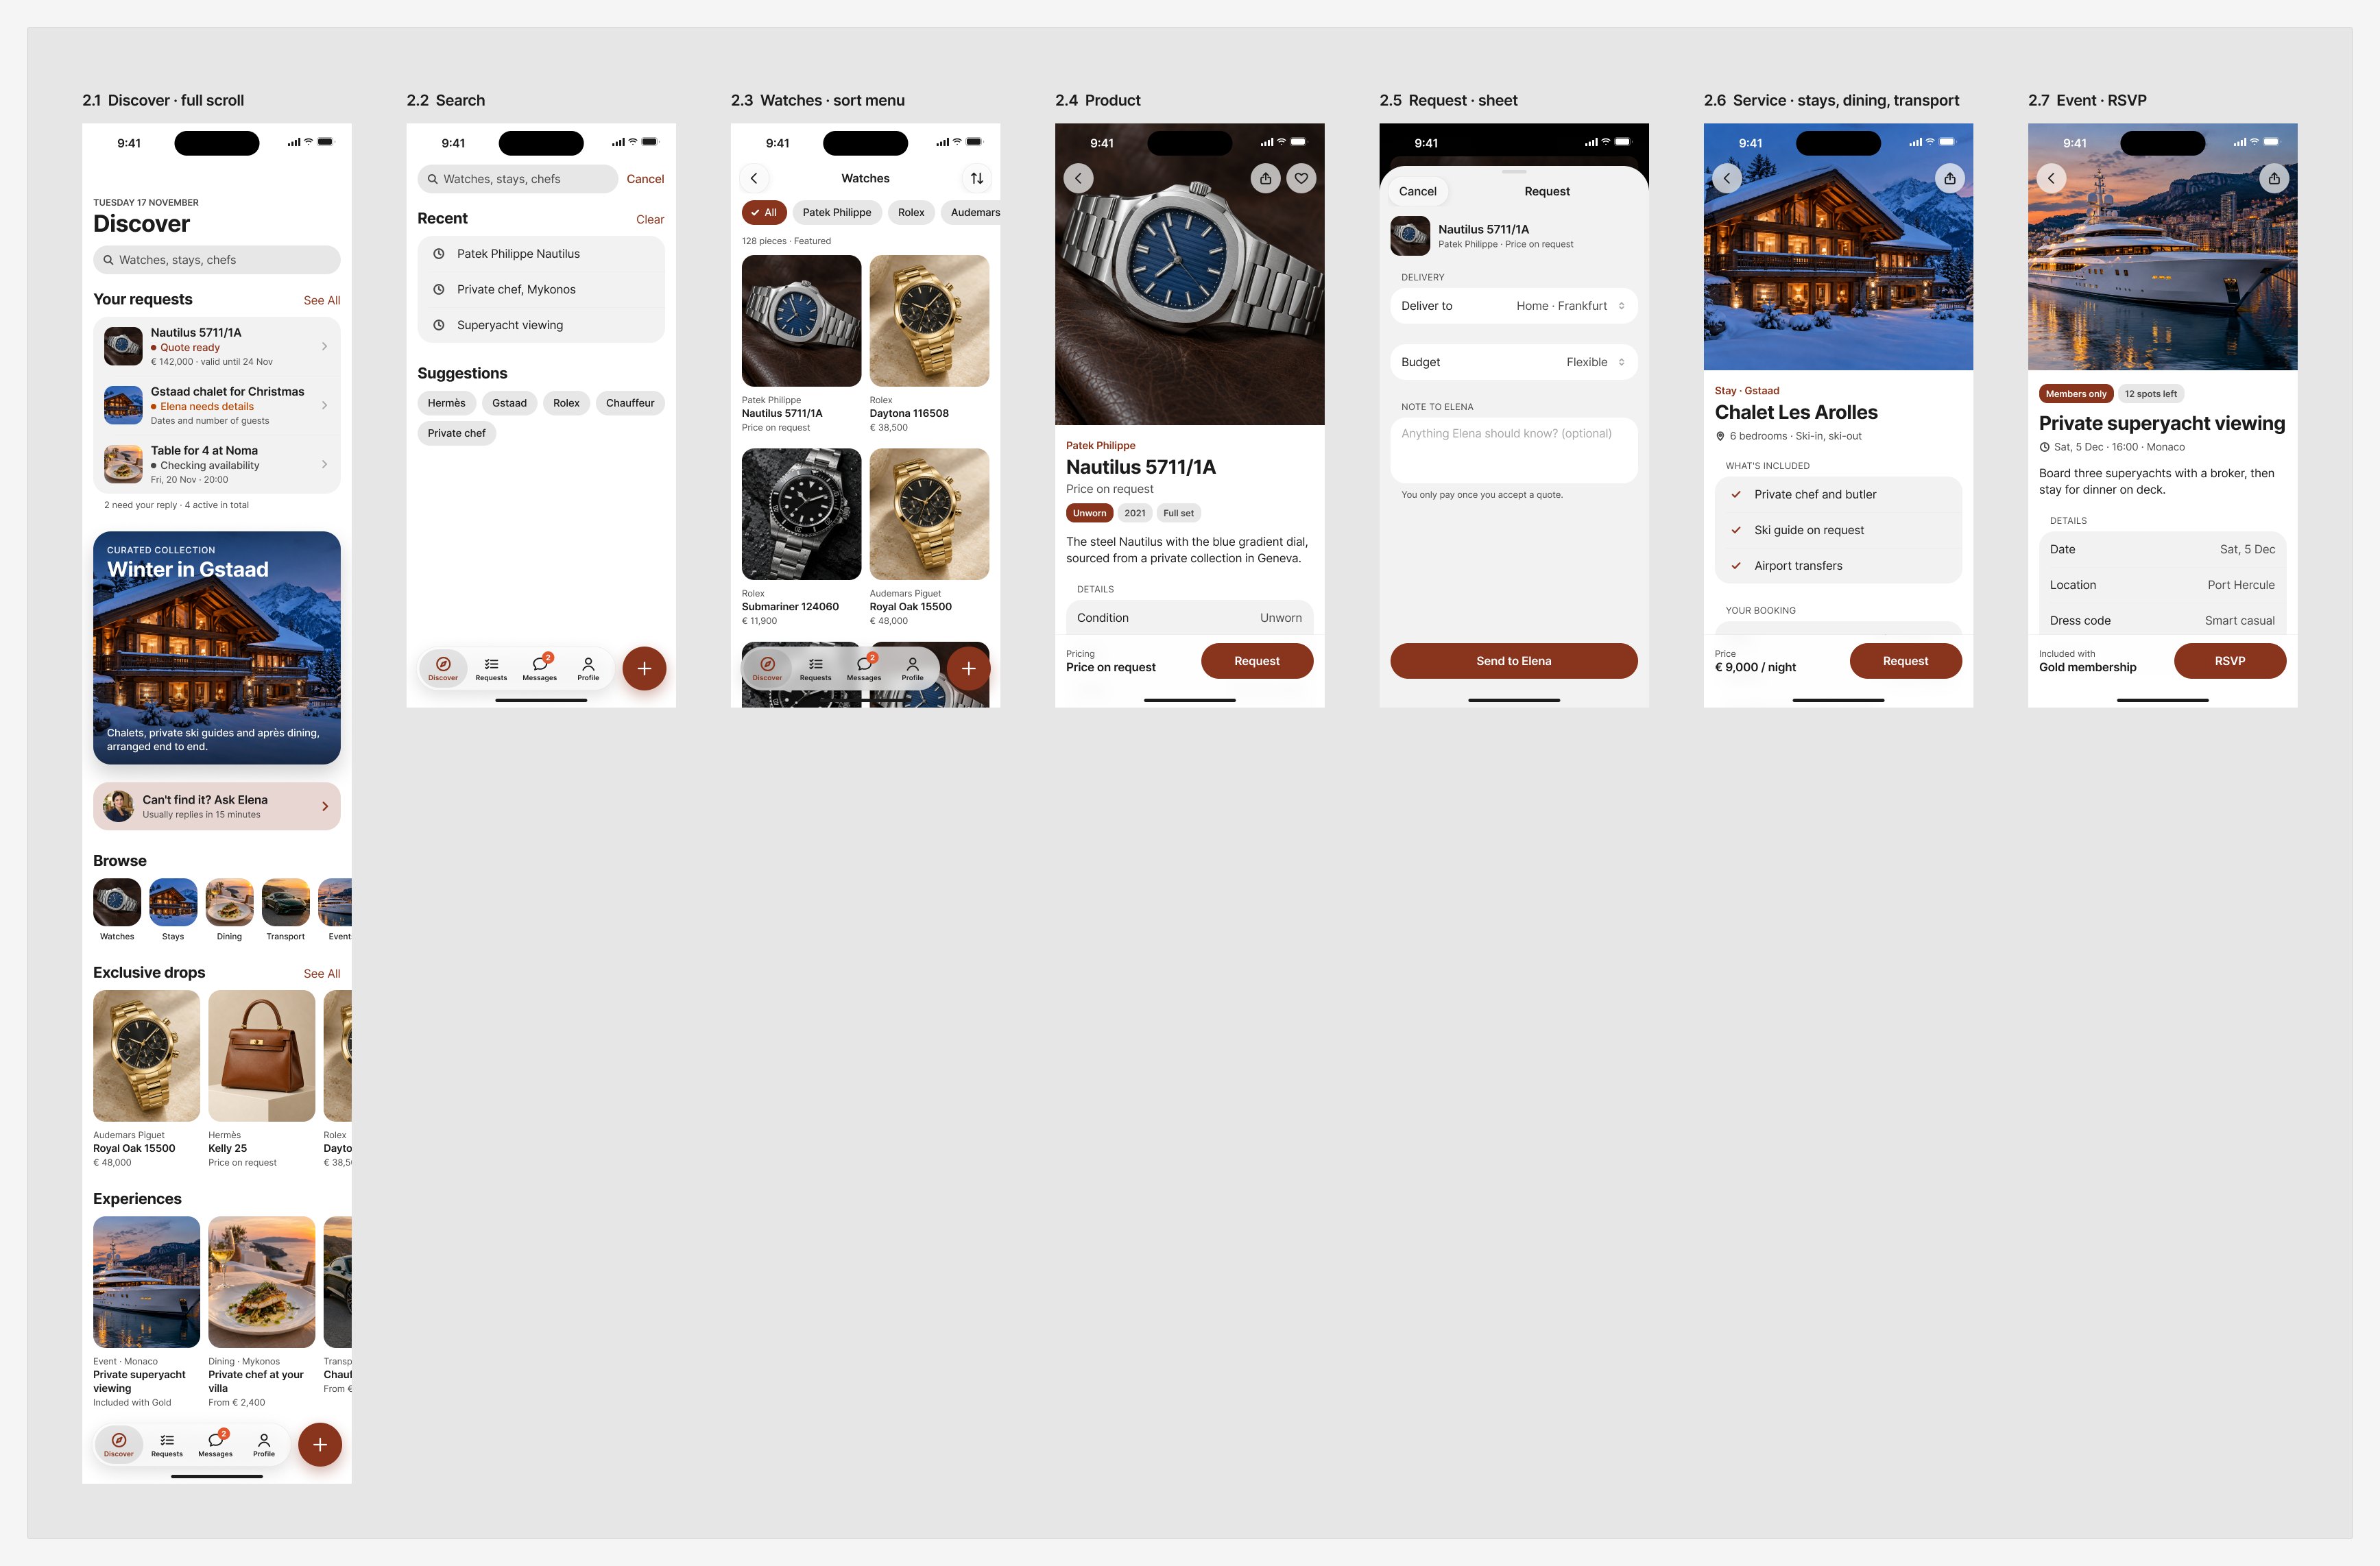 2.1 Discover · full scroll
9:41
TUESDAY 17 NOVEMBER
Discover
Watches, stays, chefs
Your requests
See All
Nautilus 5711/1A
Quote ready
€ 142,000 · valid until 24 Nov
Gstaad chalet for Christmas
Elena needs details
Dates and number of guests
Table for 4 at Noma
Checking availability
Fri, 20 Nov · 20:00
2 need your reply · 4 active in total
CURATED COLLECTION
Winter in Gstaad
Chalets, private ski guides and après dining,
arranged end to end.
Can't find it? Ask Elena
Usually replies in 15 minutes
Browse
Watches
Stays
Dining
Transport
Event
Exclusive drops
See All
Audemars Piguet
Royal Oak 15500
€ 48,000
Hermès
Kelly 25
Price on request
Rolex
Dayto
€ 38,5
Experiences
Event · Monaco
Private superyacht
viewing
Included with Gold
Dining · Mykonos
Private chef at your
villa
From € 2,400
Transp
Chauf
From €
Discover
Requests
2
Messages
Profile
2.2 Search
9:41
Watches, stays, chefs
Cancel
Recent
Clear
Patek Philippe Nautilus
Private chef, Mykonos
Superyacht viewing
Suggestions
Hermès
Gstaad
Rolex
Chauffeur
Private chef
Discover
Requests
2
Messages
Profile
2.3 Watches · sort menu
9:41
Watches
All
Patek Philippe
Rolex
Audemars
128 pieces · Featured
Patek Philippe
Nautilus 5711/1A
Price on request
Rolex
Daytona 116508
€ 38,500
Rolex
Submariner 124060
€ 11,900
Audemars Piguet
Royal Oak 15500
€ 48,000
Discover
Requests
2
Messages
Profile
2.4 Product
9:41
Patek Philippe
Nautilus 5711/1A
Price on request
Unworn
2021
Full set
The steel Nautilus with the blue gradient dial,
sourced from a private collection in Geneva.
DETAILS
Condition
Unworn
Pricing
Price on request
Request
2.5 Request · sheet
9:41
Cancel
Request
Nautilus 5711/1A
Patek Philippe · Price on request
DELIVERY
Deliver to
Home · Frankfurt
Budget
Flexible
NOTE TO ELENA
Anything Elena should know? (optional)
You only pay once you accept a quote.
Send to Elena
2.6 Service · stays, dining, transport
9:41
Stay · Gstaad
Chalet Les Arolles
6 bedrooms · Ski-in, ski-out
WHAT'S INCLUDED
Private chef and butler
Ski guide on request
Airport transfers
YOUR BOOKING
Price
€ 9,000 / night
Request
2.7 Event · RSVP
9:41
Members only
12 spots left
Private superyacht viewing
Sat, 5 Dec · 16:00 · Monaco
Board three superyachts with a broker, then
stay for dinner on deck.
DETAILS
Date
Sat, 5 Dec
Location
Port Hercule
Dress code
Smart casual
Included with
Gold membership
RSVP